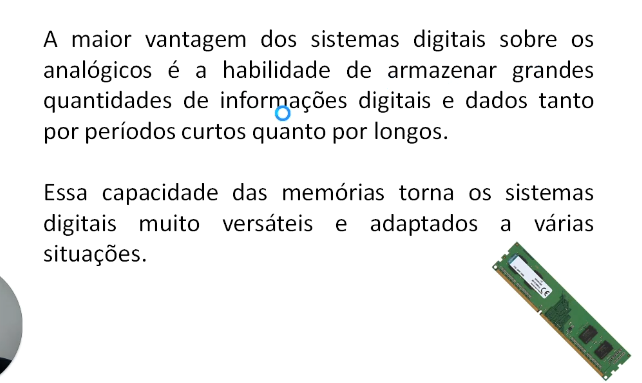 A maior vantagem dos sistemas digitais sobre os
analógicos é a habilidade de armazenar grandes
quantidades de informações digitais e dados tanto
por períodos curtos quanto por longos.
Essa capacidade das memórias torna os sistemas
digitais muito versáteis e adaptados a várias
situações.